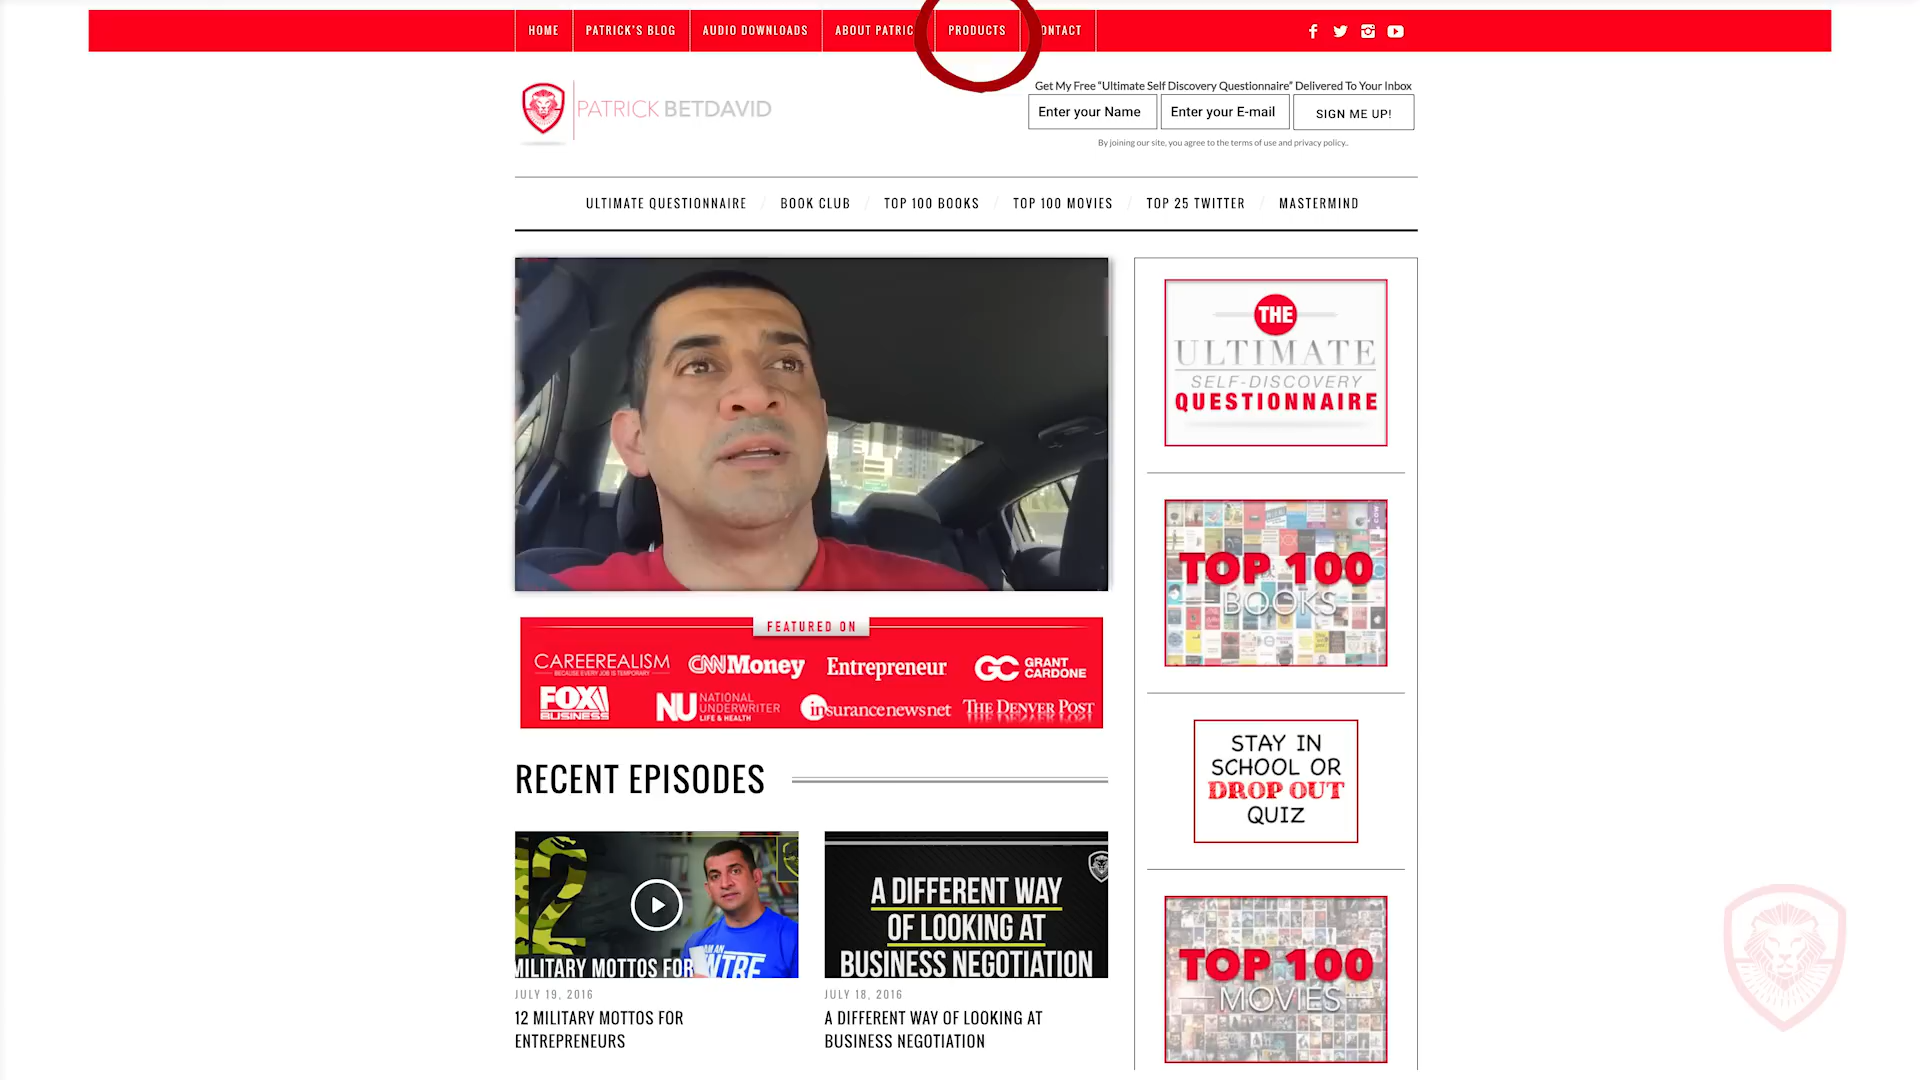 HOME
PATRICK'S BLOG
AUDIO DOWNLOADS
ABOUT PATRIC
PRODUCTS
ONTACT
PATRICK BETDAVID
Get My Free "Ultimate Self Discovery Questionnaire" Delivered To Your Inbox
Enter your Name
Enter your E-mail
SIGN ME UP!
By joining our site, you agree to the terms of use and privacy policy..
ULTIMATE QUESTIONNAIRE / BOOK CLUB / TOP 100 BOOKS / TOP 100 MOVIES / TOP 25 TWITTER / MASTERMIND
THE
ULTIMATE
SELF-DISCOVERY
QUESTIONNAIRE
TOP 100
BOOKS
STAY IN
SCHOOL OR
DROP OUT
QUIZ
TOP 100
MOVIES
FEATURED ON
CAREEREALISM
BECAUSE EVERY JOB IS TEMPORARY
CNNMoney
Entrepreneur
GC GRANT
CARDONE
FOX
BUSINESS
NU NATIONAL
UNDERWRITER
LIFE & HEALTH
insurancenewsnet
THE DENVER POST
RECENT EPISODES
12
MILITARY MOTTOS FOR
JULY 19, 2016
12 MILITARY MOTTOS FOR
ENTREPRENEURS
A DIFFERENT WAY
OF LOOKING AT
BUSINESS NEGOTIATION
JULY 18, 2016
A DIFFERENT WAY OF LOOKING AT
BUSINESS NEGOTIATION